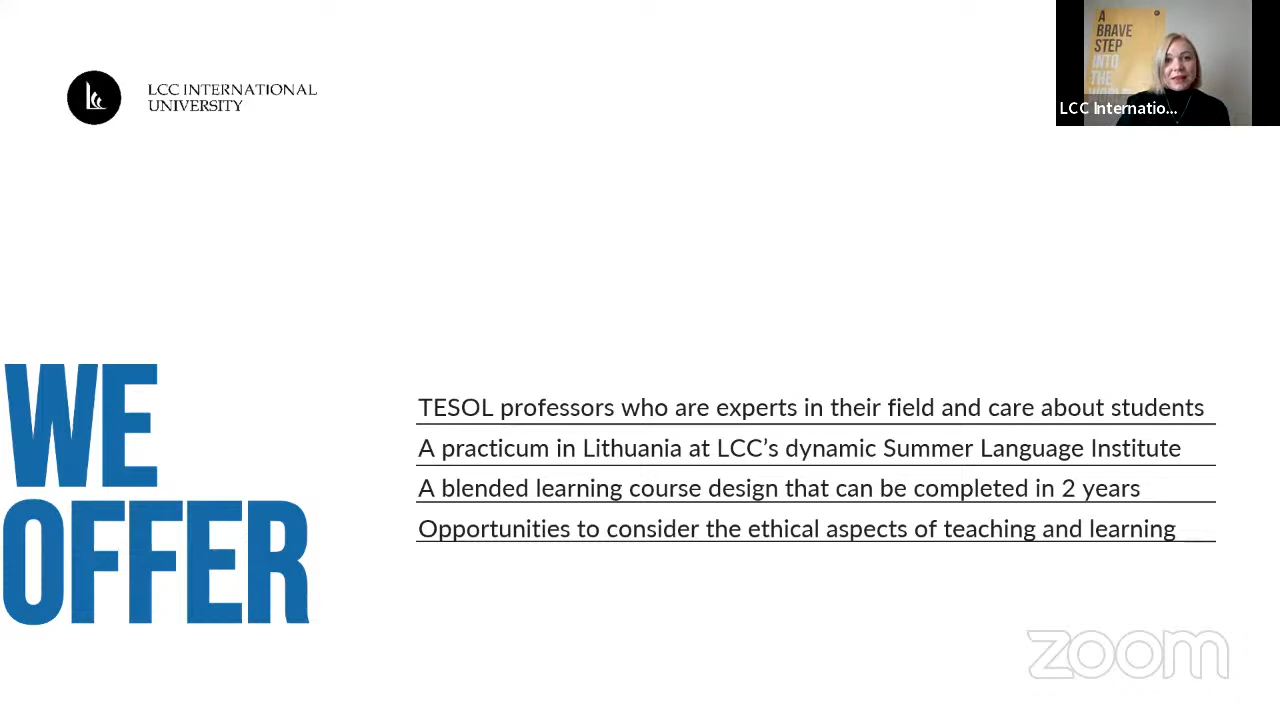 LCC INTERNATIONAL
UNIVERSITY
A
BRAVE
STEP
INTO
THE
LCC Internatio...
WE
OFFER
TESOL professors who are experts in their field and care about students
A practicum in Lithuania at LCC’s dynamic Summer Language Institute
A blended learning course design that can be completed in 2 years
Opportunities to consider the ethical aspects of teaching and learning
zoom